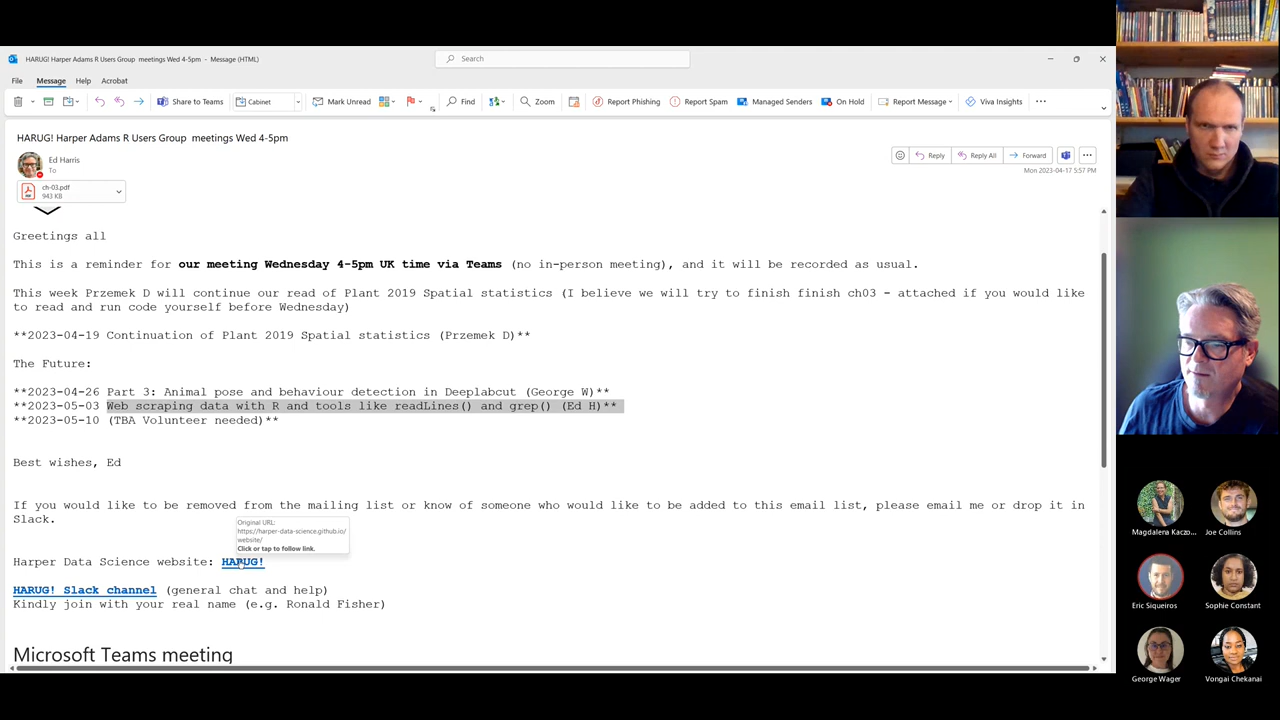 HARUG! Harper Adams R Users Group meetings Wed 4-5pm - Message (HTML)
Search
File Message Help Acrobat
Share to Teams Cabinet Mark Unread Find Zoom Report Phishing Report Spam Managed Senders On Hold Report Message Viva Insights
HARUG! Harper Adams R Users Group meetings Wed 4-5pm
Ed Harris
To
Reply Reply All Forward
Mon 2023-04-17 5:57 PM
ch-03.pdf
943 KB
Greetings all
This is a reminder for our meeting Wednesday 4-5pm UK time via Teams (no in-person meeting), and it will be recorded as usual.
This week Przemek D will continue our read of Plant 2019 Spatial statistics (I believe we will try to finish finish ch03 - attached if you would like
to read and run code yourself before Wednesday)
**2023-04-19 Continuation of Plant 2019 Spatial statistics (Przemek D)**
The Future:
**2023-04-26 Part 3: Animal pose and behaviour detection in Deeplabcut (George W)**
**2023-05-03 Web scraping data with R and tools like readLines() and grep() (Ed H)**
**2023-05-10 (TBA Volunteer needed)**
Best wishes, Ed
If you would like to be removed from the mailing list or know of someone who would like to be added to this email list, please email me or drop it in
Slack.
Original URL:
https://harper-data-science.github.io/
website/
Click or tap to follow link.
Harper Data Science website: HARUG!
HARUG! Slack channel (general chat and help)
Kindly join with your real name (e.g. Ronald Fisher)
Microsoft Teams meeting
Magdalena Kaczo... Joe Collins
Eric Siqueiros Sophie Constant
George Wager Vongai Chekanai